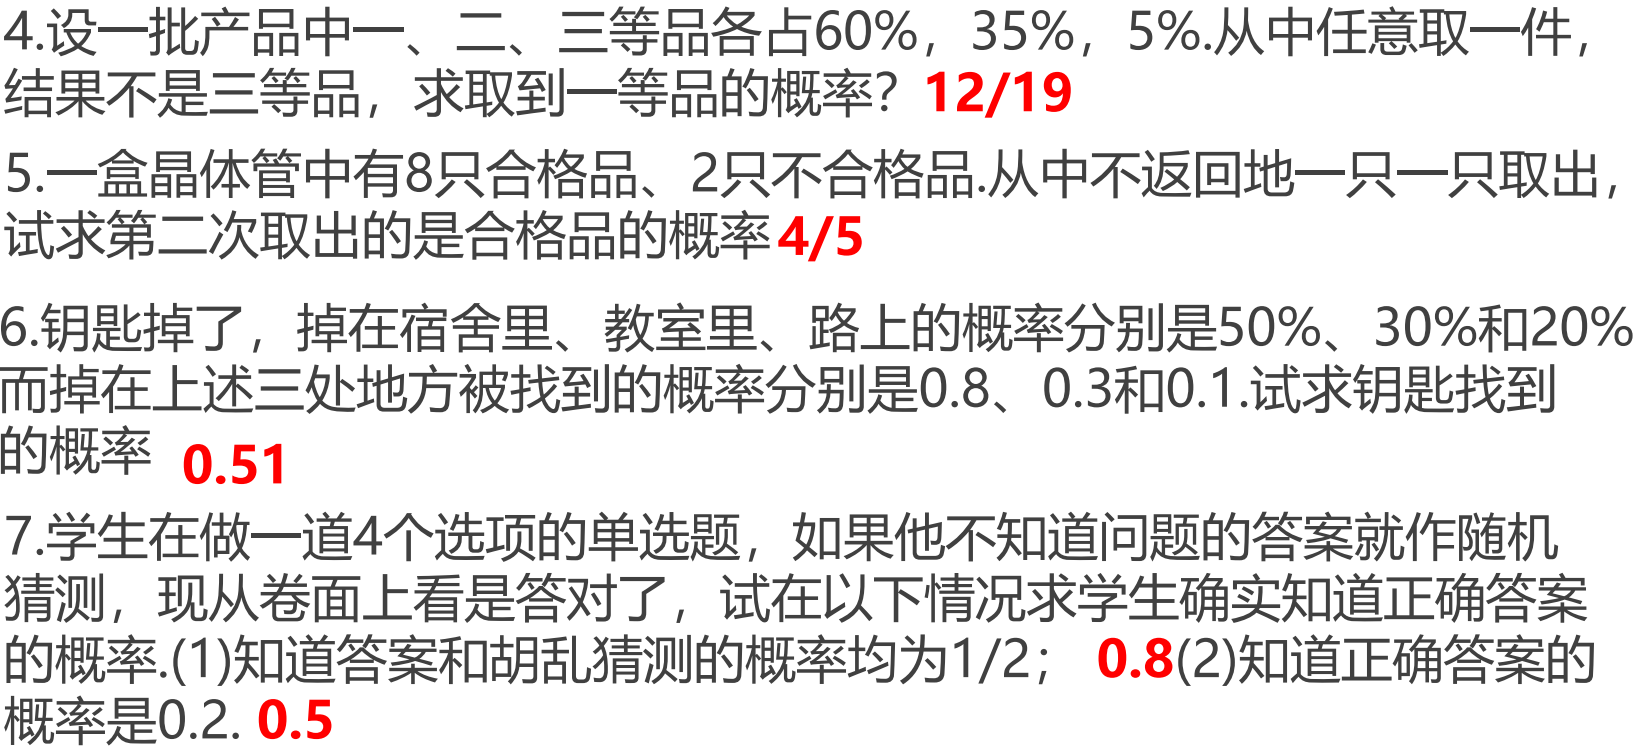 4.设一批产品中一、二、三等品各占60%，35%，5%.从中任意取一件，
结果不是三等品，求取到一等品的概率？12/19
5.一盒晶体管中有8只合格品、2只不合格品.从中不返回地一只一只取出，
试求第二次取出的是合格品的概率4/5
6.钥匙掉了，掉在宿舍里、教室里、路上的概率分别是50%、30%和20%
而掉在上述三处地方被找到的概率分别是0.8、0.3和0.1.试求钥匙找到
的概率 0.51
7.学生在做一道4个选项的单选题，如果他不知道问题的答案就作随机
猜测，现从卷面上看是答对了，试在以下情况求学生确实知道正确答案
的概率.(1)知道答案和胡乱猜测的概率均为1/2； 0.8(2)知道正确答案的
概率是0.2. 0.5